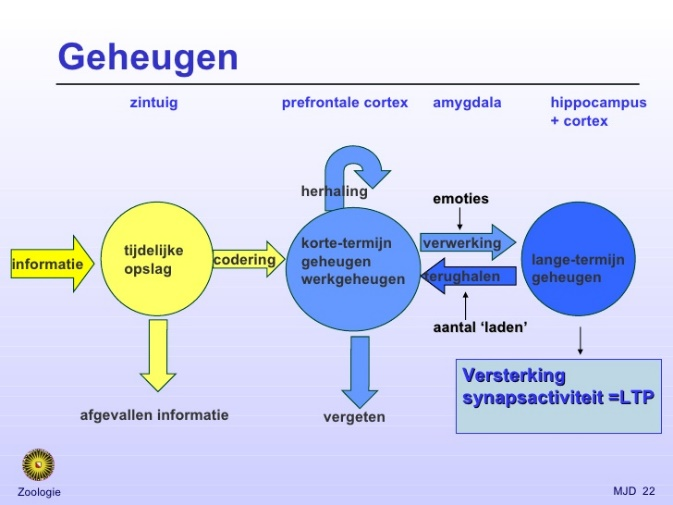 Geheugen
zintuig
prefrontale cortex
amygdala
hippocampus
+ cortex
herhaling
emoties
informatie
tijdelijke
opslag
codering
korte-termijn
geheugen
werkgeheugen
verwerking
terughalen
lange-termijn
geheugen
aantal ‘laden’
afgevallen informatie
vergeten
Versterking
synapsactiviteit =LTP
Zoologie
MJD 22